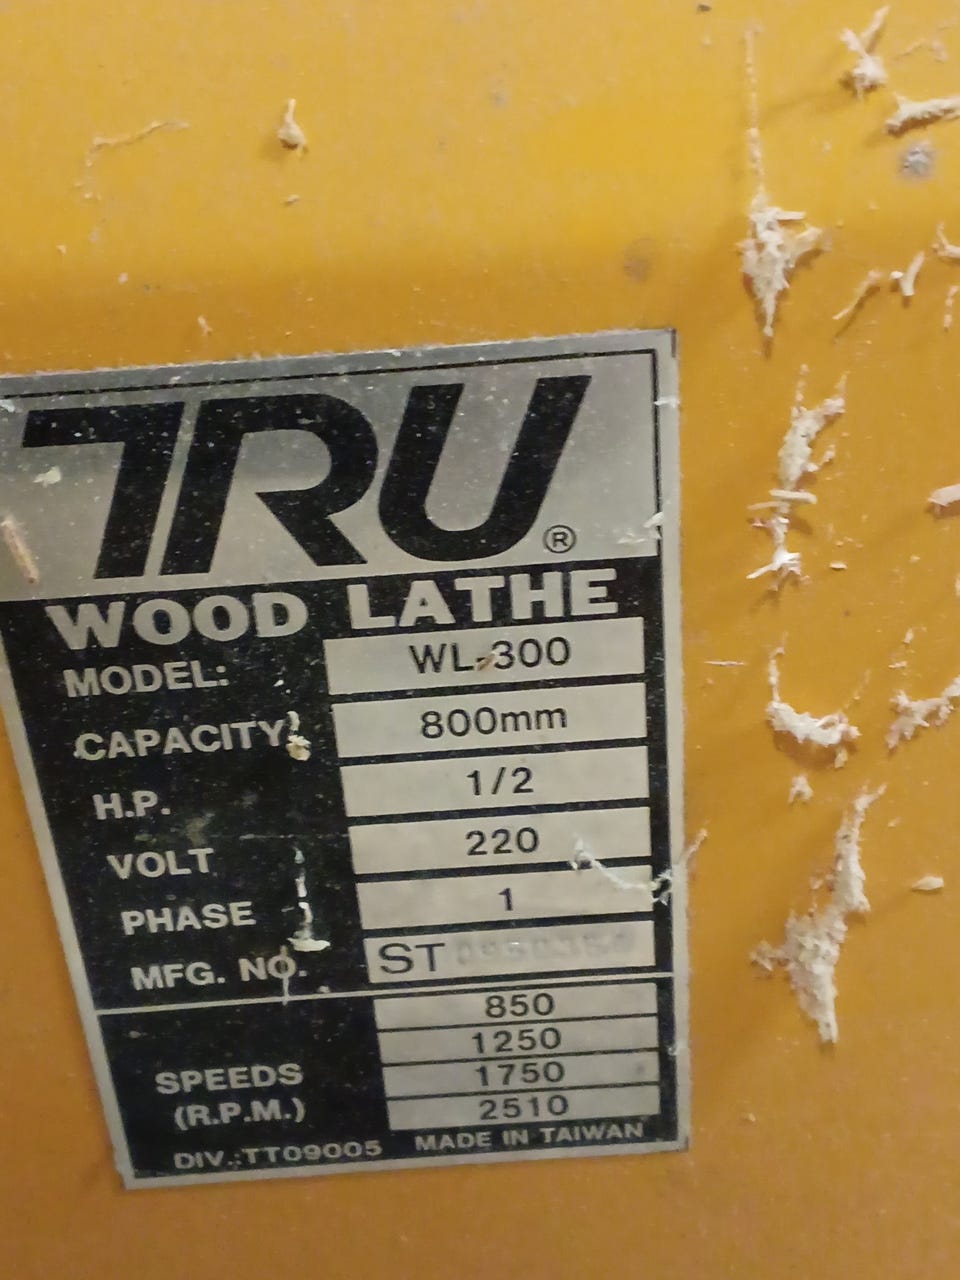 TRU®
WOOD LATHE
MODEL: WL-300
CAPACITY: 800mm
H.P. 1/2
VOLT 220
PHASE 1
MFG. NO. ST
SPEEDS (R.P.M.)
850
1250
1750
2510
DIV.:TT09005 MADE IN TAIWAN